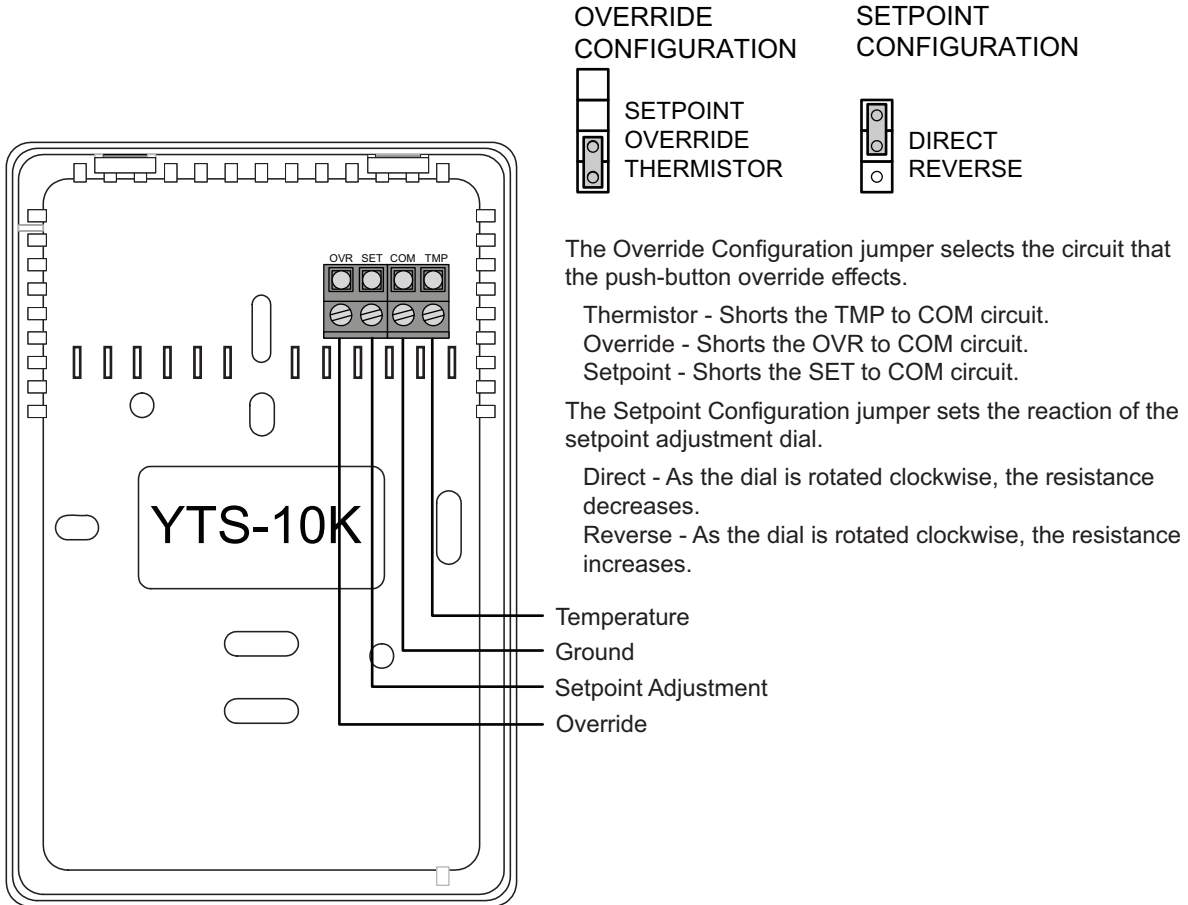 OVERRIDE
CONFIGURATION
SETPOINT
OVERRIDE
THERMISTOR
SETPOINT
CONFIGURATION
DIRECT
REVERSE
The Override Configuration jumper selects the circuit that
the push-button override effects.
Thermistor - Shorts the TMP to COM circuit.
Override - Shorts the OVR to COM circuit.
Setpoint - Shorts the SET to COM circuit.
The Setpoint Configuration jumper sets the reaction of the
setpoint adjustment dial.
Direct - As the dial is rotated clockwise, the resistance
decreases.
Reverse - As the dial is rotated clockwise, the resistance
increases.
OVR SET COM TMP
YTS-10K
Temperature
Ground
Setpoint Adjustment
Override